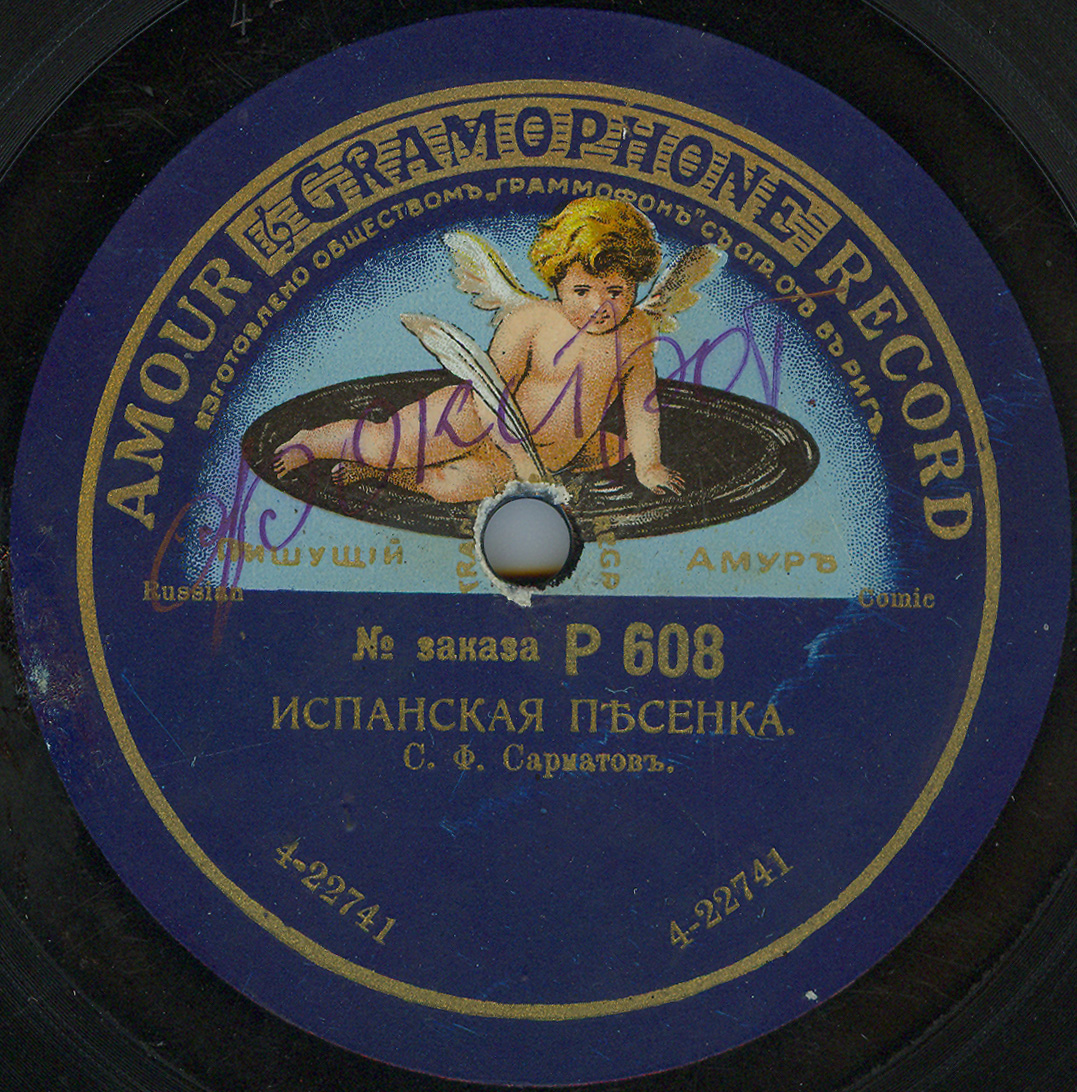 AMOUR GRAMOPHONE RECORD
ИЗГОТОВЛЕНО ОБЩЕСТВОМЪ „ГРАММОФОНЪ" СЪ ОГР. ОТВ. ВЪ РИГѢ
ПИШУЩІЙ АМУРЪ
Russian Comic
№ заказа Р 608
ИСПАНСКАЯ ПѢСЕНКА.
С. Ф. Сарматовъ.
4-22741 4-22741